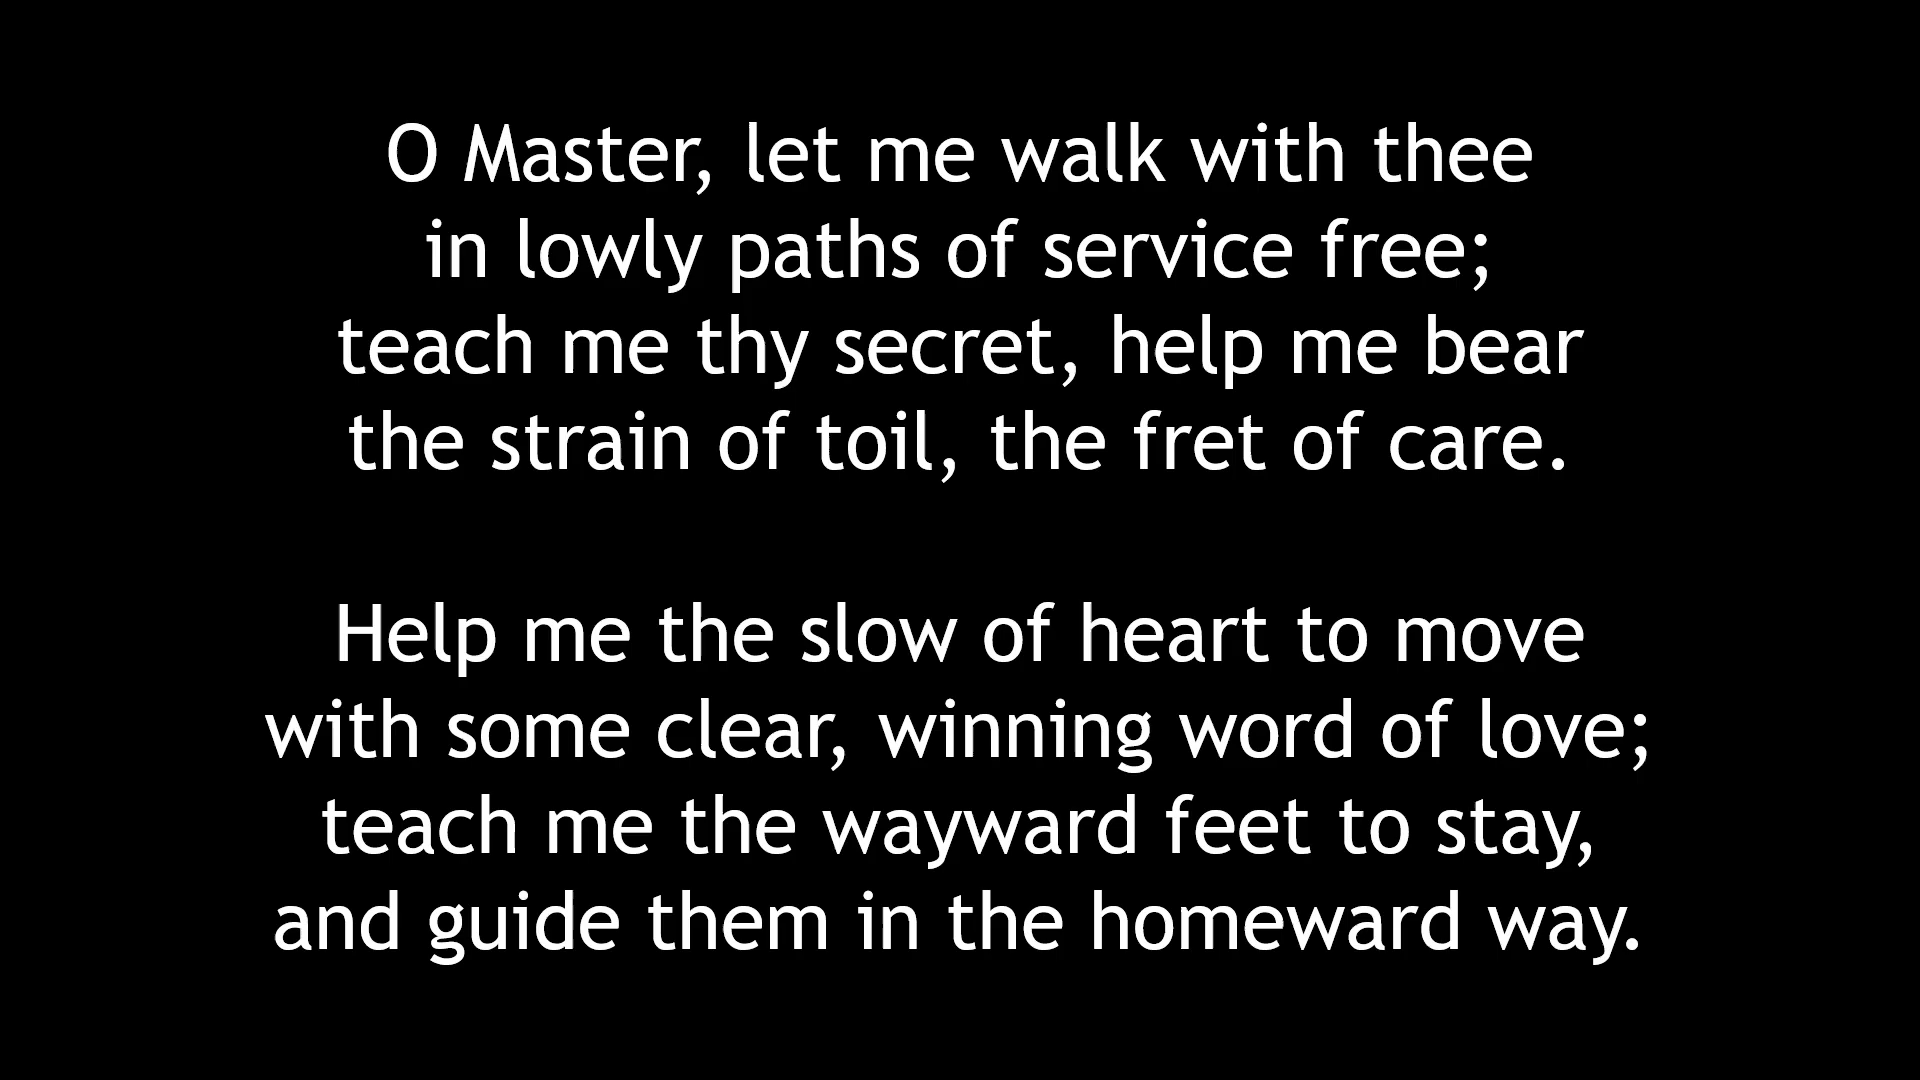 O Master, let me walk with thee
in lowly paths of service free;
teach me thy secret, help me bear
the strain of toil, the fret of care.
Help me the slow of heart to move
with some clear, winning word of love;
teach me the wayward feet to stay,
and guide them in the homeward way.